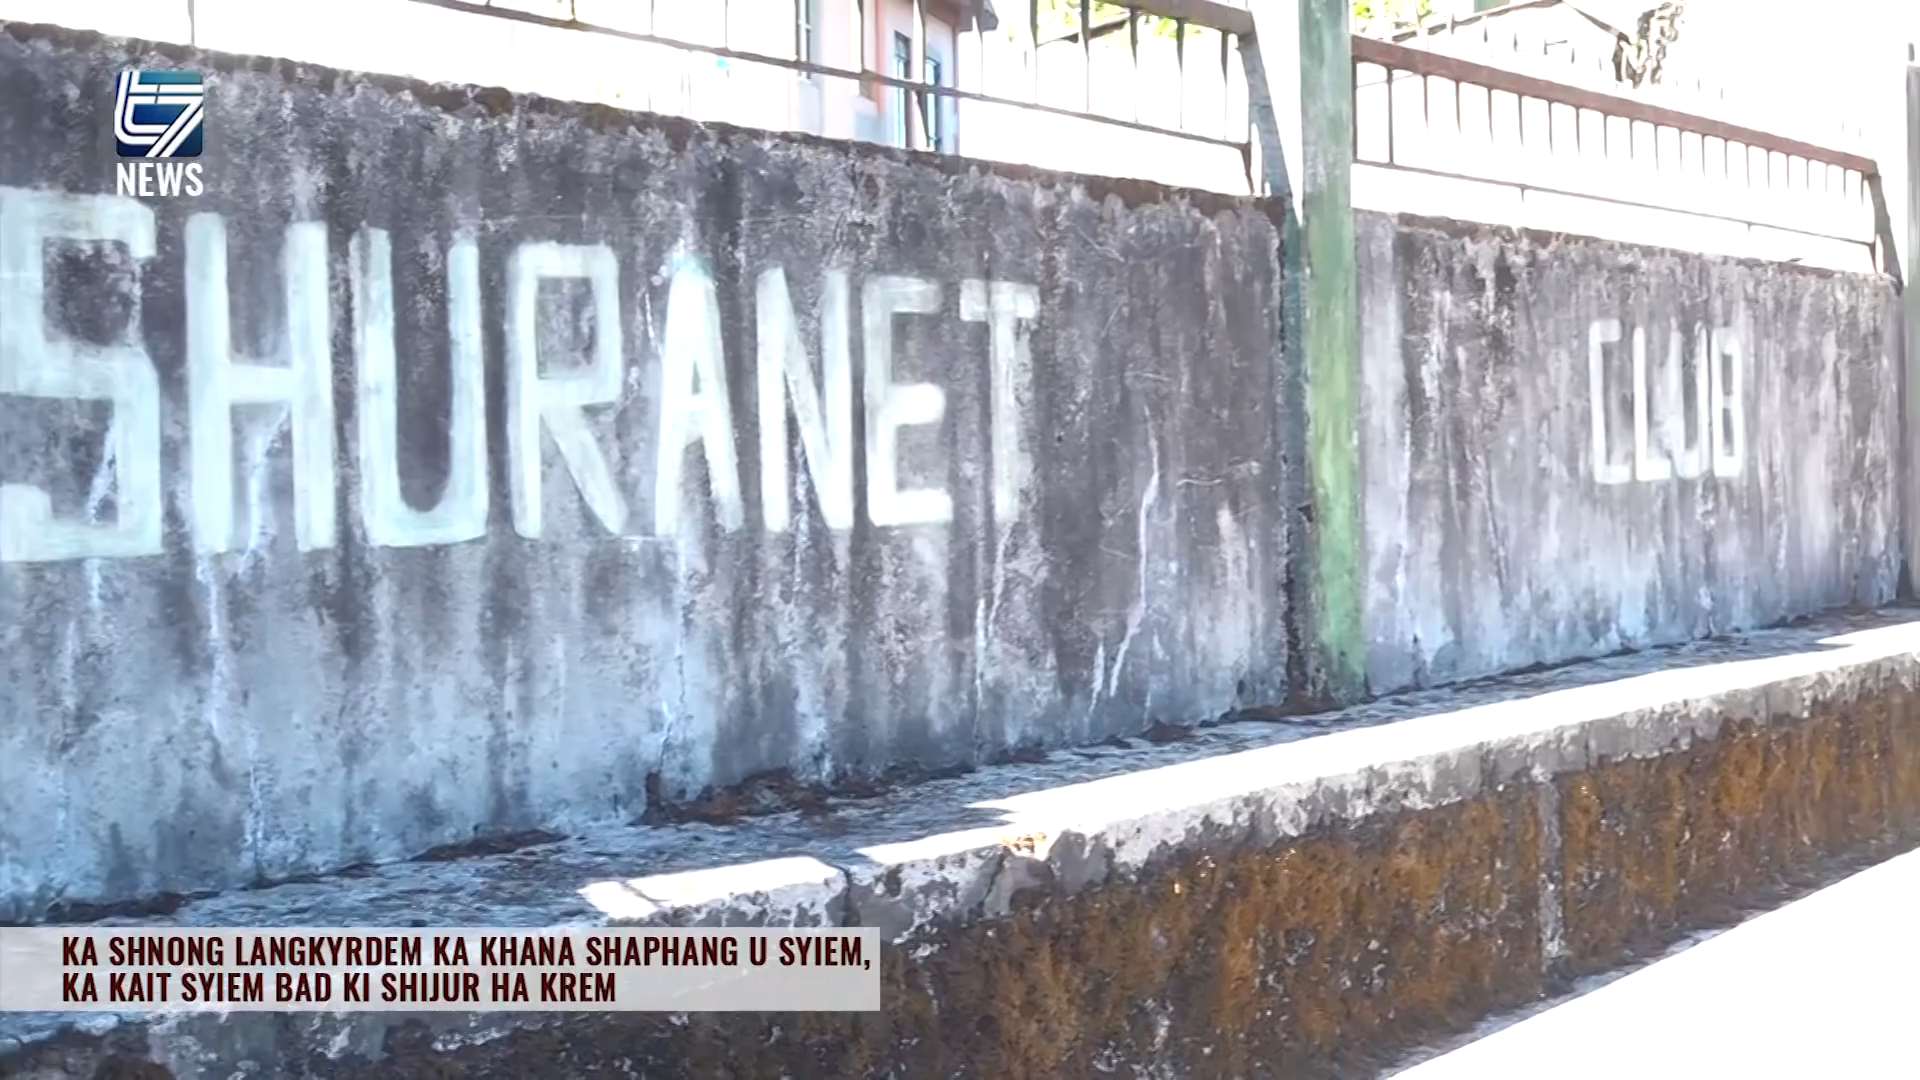 NEWS
SHURANET CLUB
KA SHNONG LANGKYRDEM KA KHANA SHAPHANG U SYIEM,
KA KAIT SYIEM BAD KI SHIJUR HA KREM